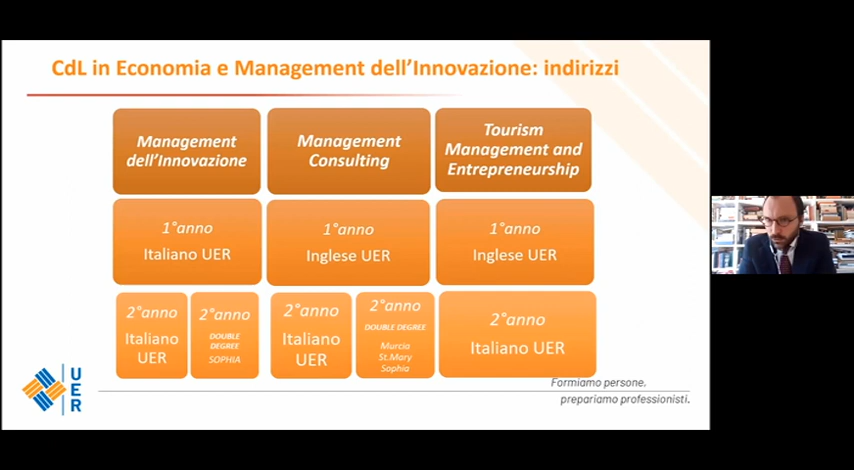 CdL in Economia e Management dell'Innovazione: indirizzi
Management
dell'Innovazione
Management
Consulting
Tourism
Management and
Entrepreneurship
1°anno
Italiano UER
1°anno
Inglese UER
1°anno
Inglese UER
2°anno
Italiano
UER
2°anno
DOUBLE
DEGREE
SOPHIA
2°anno
Italiano
UER
2°anno
DOUBLE DEGREE
Murcia
St.Mary
Sophia
2°anno
Italiano UER
UER
Formiamo persone,
prepariamo professionisti.